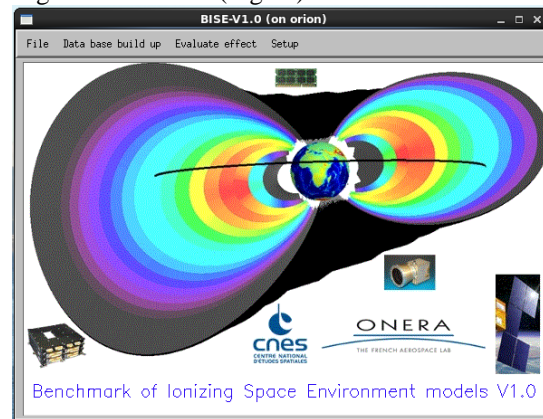 BISE-V1.0 (on orion)
File Data base build up Evaluate effect Setup
cnes
CENTRE NATIONAL
D'ÉTUDES SPATIALES
ONERA
THE FRENCH AEROSPACE LAB
Benchmark of Ionizing Space Environment models V1.0